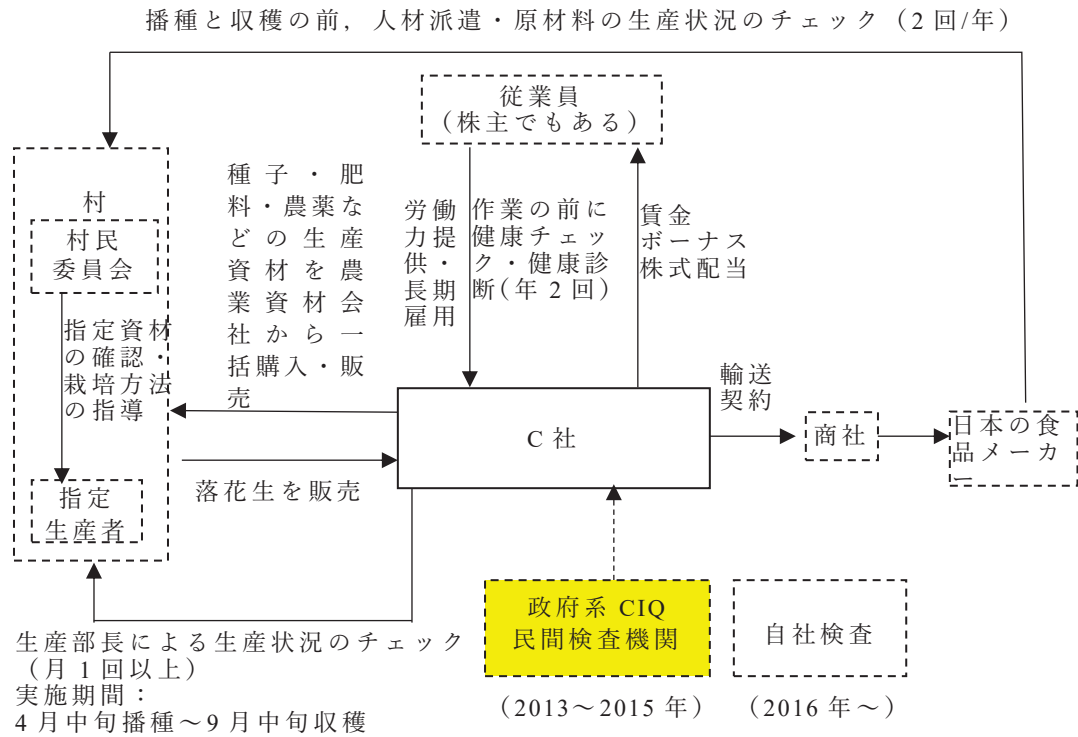 播種と収穫の前，人材派遣・原材料の生産状況のチェック（2回/年）
従業員
（株主でもある）
村
村民
委員会
指定資材
の確認・
栽培方法
の指導
指定
生産者
種子・肥
料・農薬な
どの生産
資材を農
業資材会
社から一
括購入・販
売
労働
力提
供・
長期
雇用
作業の前に
健康チェッ
ク・健康診
断(年2回)
賃金
ボーナス
株式配当
C社
輸送
契約
商社
日本の食
品メーカ
ー
落花生を販売
生産部長による生産状況のチェック
（月1回以上）
実施期間：
4月中旬播種～9月中旬収穫
政府系CIQ
民間検査機関
（2013～2015年）
自社検査
（2016年～）